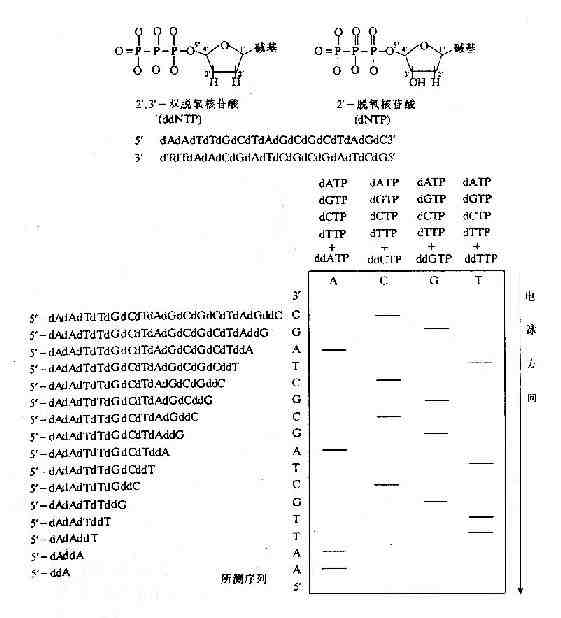 O O O 5′ O 碱基
O=P-P-P-O 4′ 1′
O O O 3′ 2′
H H
O O O 5′ O 碱基
O=P-P-P-O 4′ 1′
O O O 3′ 2′
OH H
2′,3′-双脱氧核苷酸 2′-脱氧核苷酸
(ddNTP) (dNTP)
5′ dAdAdTdTdGdCdTdAdGdCdGdCdTdAdGdC3′
3′
dATP dATP dATP dATP
dGTP dGTP dGTP dGTP
dCTP dCTP dCTP dCTP
dTTP dTTP dTTP dTTP
+ + + +
ddATP ddCTP ddGTP ddTTP
A C G T 电
3′ 泳
5′-dAdAdTdTdGdCdTdAdGdCdGdCdTdAdGddC C
5′-dAdAdTdTdGdCdTdAdGdCdGdCdTdAddG G
5′-dAdAdTdTdGdCdTdAdGdCdGdCdTddA A 方
5′-dAdAdTdTdGdCdTdAdGdCdGdCddT T
5′-dAdAdTdTdGdCdTdAdGdCdGddC C 向
5′-dAdAdTdTdGdCdTdAdGdCddG G
5′-dAdAdTdTdGdCdTdAdGddC C
5′-dAdAdTdTdGdCdTdAddG G
5′-dAdAdTdTdGdCdTddA A
5′-dAdAdTdTdGdCddT T
5′-dAdAdTdTdGddC C
5′-dAdAdTdTddG G
5′-dAdAdTddT T
5′-dAdAddT T
5′-dAddA A
5′-ddA 所测序列 A
5′